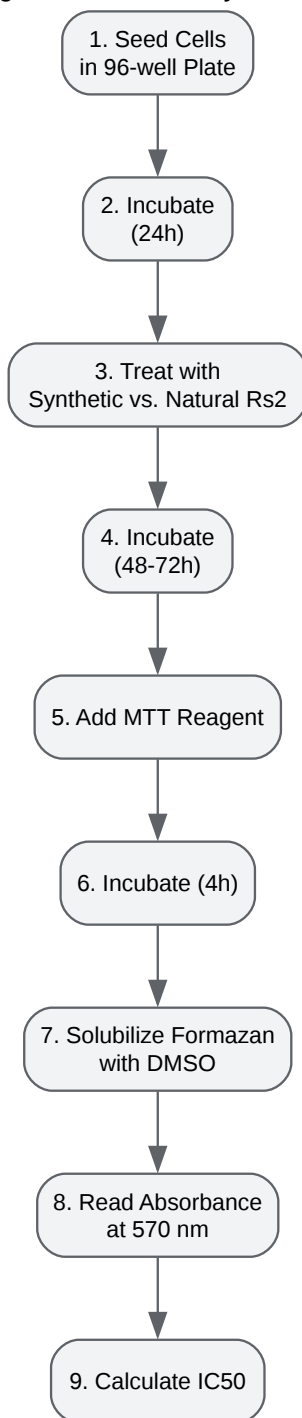 1. Seed Cells
in 96-well Plate
2. Incubate
(24h)
3. Treat with
Synthetic vs. Natural Rs2
4. Incubate
(48-72h)
5. Add MTT Reagent
6. Incubate (4h)
7. Solubilize Formazan
with DMSO
8. Read Absorbance
at 570 nm
9. Calculate IC50